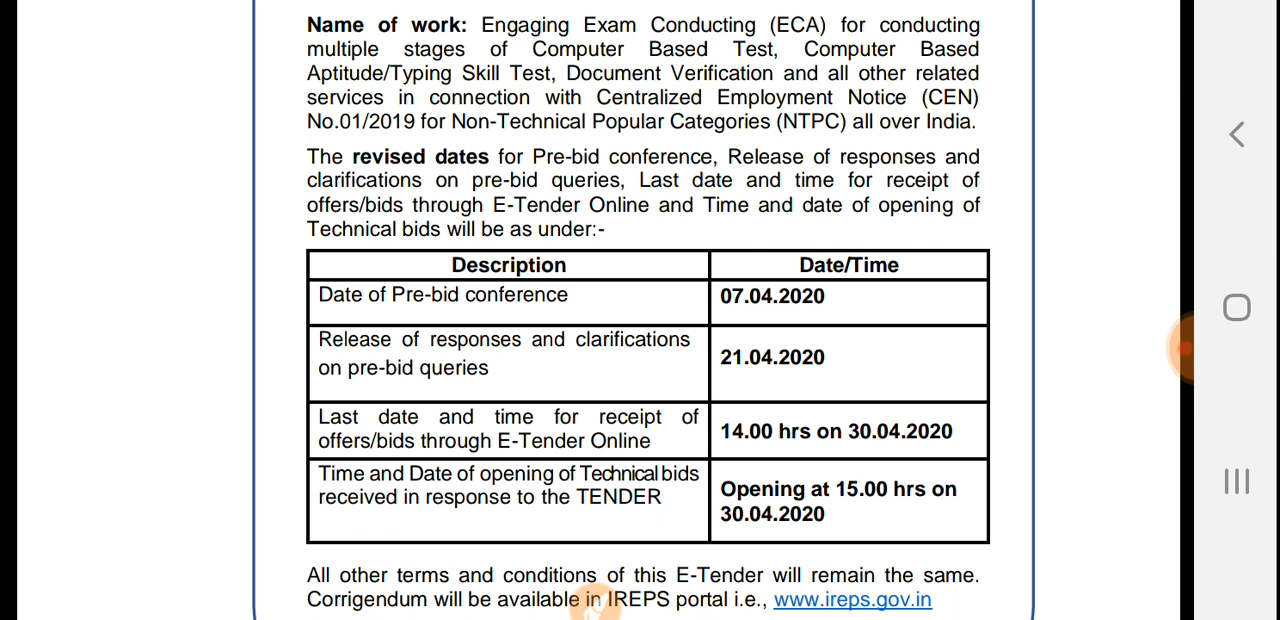 Name of work: Engaging Exam Conducting (ECA) for conducting
multiple stages of Computer Based Test, Computer Based
Aptitude/Typing Skill Test, Document Verification and all other related
services in connection with Centralized Employment Notice (CEN)
No.01/2019 for Non-Technical Popular Categories (NTPC) all over India.
The revised dates for Pre-bid conference, Release of responses and
clarifications on pre-bid queries, Last date and time for receipt of
offers/bids through E-Tender Online and Time and date of opening of
Technical bids will be as under:-
Description Date/Time
Date of Pre-bid conference 07.04.2020
Release of responses and clarifications
on pre-bid queries
21.04.2020
Last date and time for receipt of
offers/bids through E-Tender Online
14.00 hrs on 30.04.2020
Time and Date of opening of Technical bids
received in response to the TENDER
Opening at 15.00 hrs on
30.04.2020
All other terms and conditions of this E-Tender will remain the same.
Corrigendum will be available in IREPS portal i.e., www.ireps.gov.in